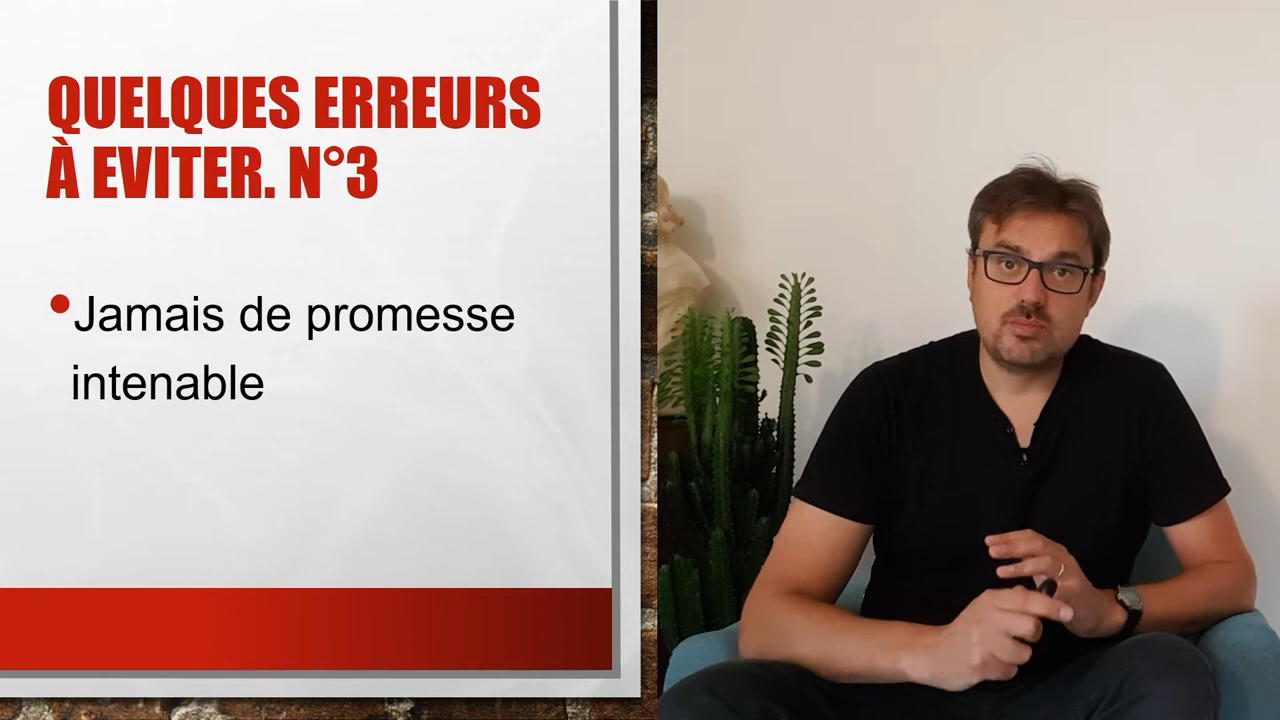 QUELQUES ERREURS
À EVITER. N°3
•Jamais de promesse
intenable